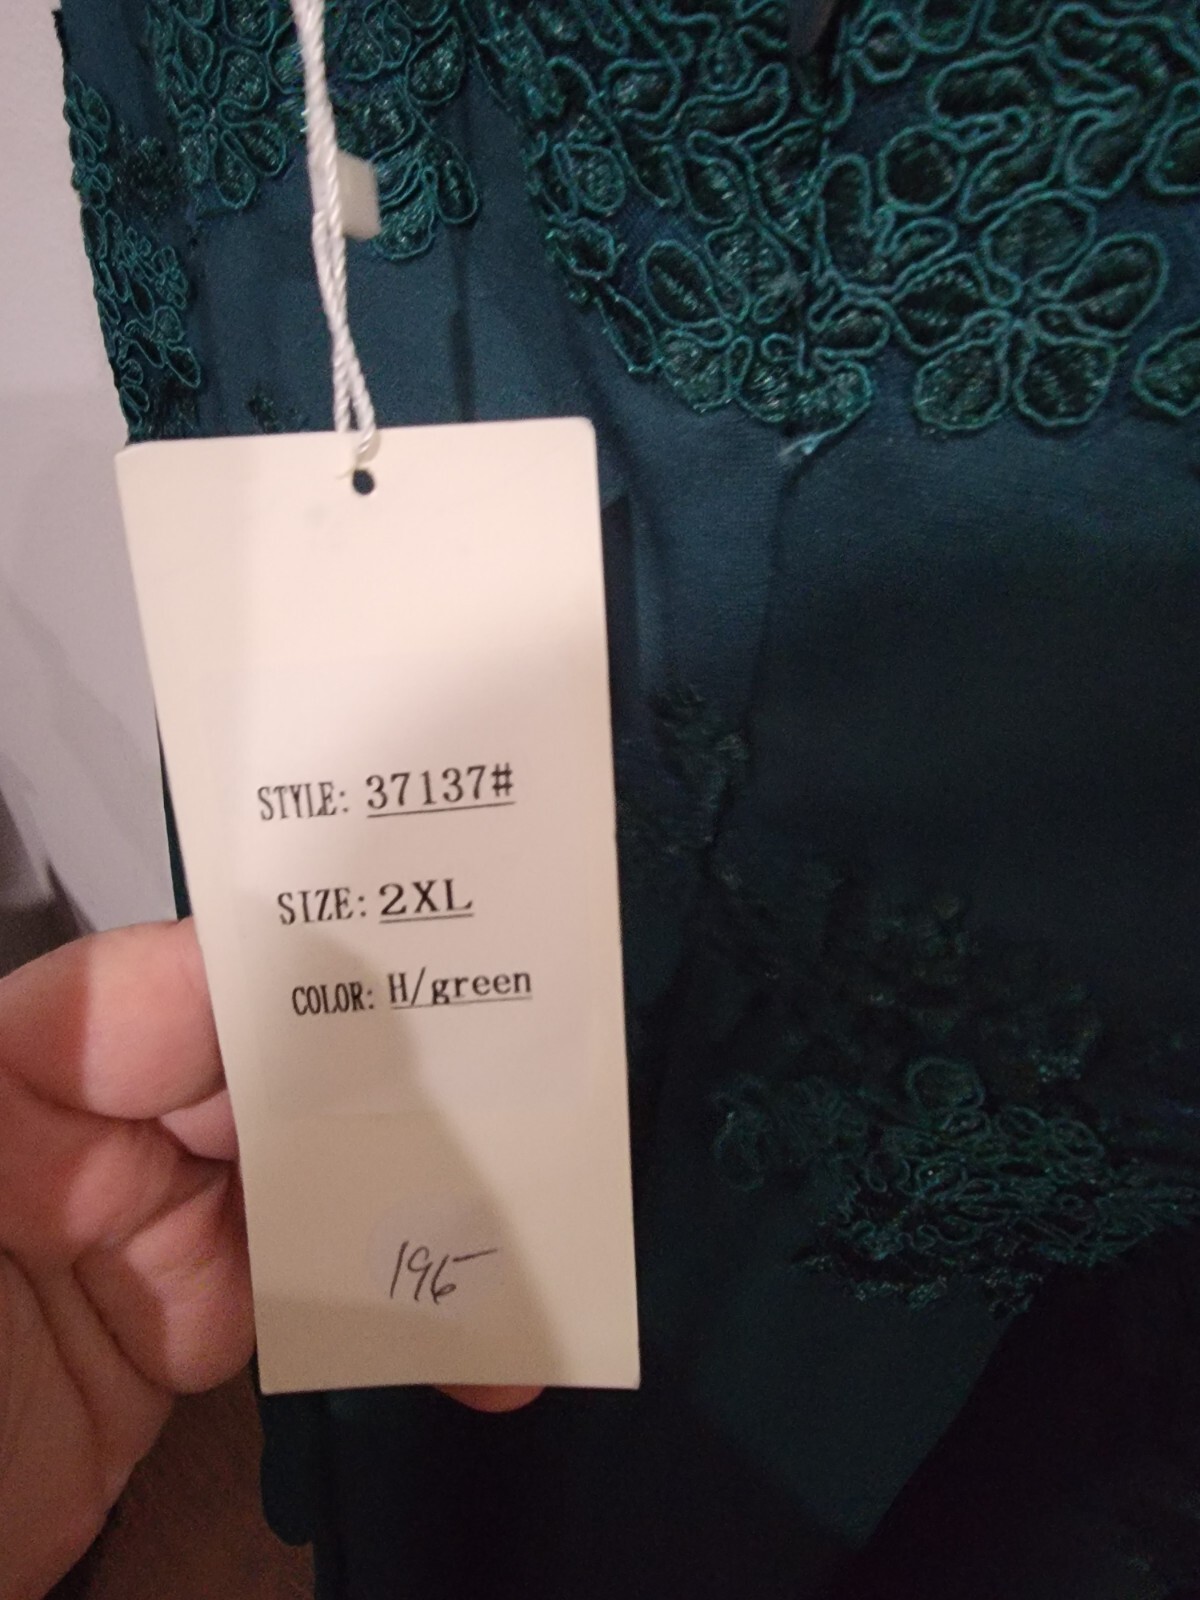 STYLE: 37137#
SIZE: 2XL
COLOR: H/green
195